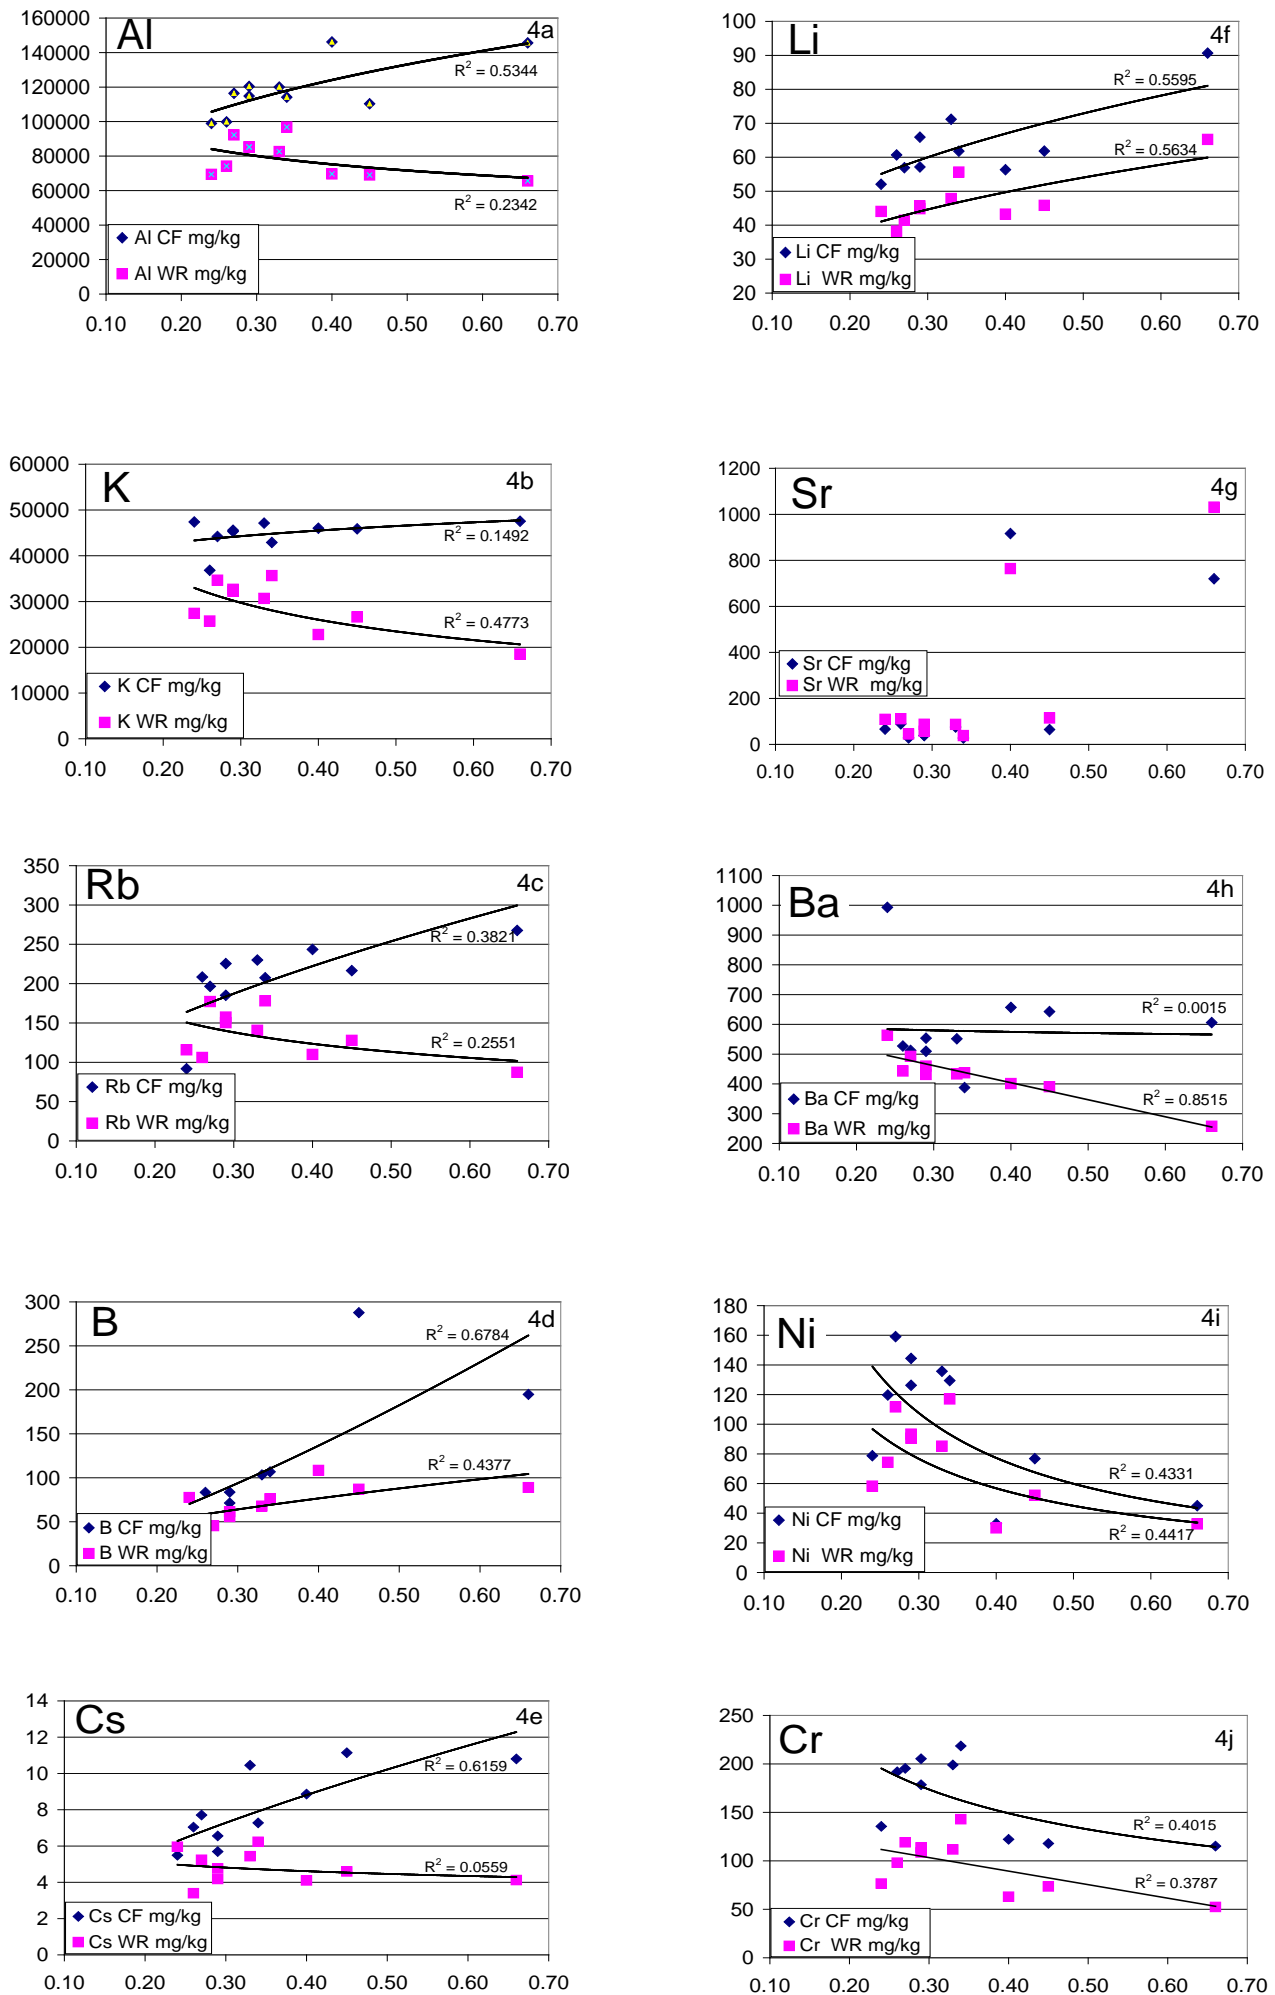 Al
4a
160000
140000
120000
100000
80000
60000
40000
20000
0
R² = 0.5344
R² = 0.2342
Al CF mg/kg
Al WR mg/kg
0.10 0.20 0.30 0.40 0.50 0.60 0.70
Li
4f
100
90
80
70
60
50
40
30
20
R² = 0.5595
R² = 0.5634
Li CF mg/kg
Li WR mg/kg
0.10 0.20 0.30 0.40 0.50 0.60 0.70
K
4b
60000
50000
40000
30000
20000
10000
0
R² = 0.1492
R² = 0.4773
K CF mg/kg
K WR mg/kg
0.10 0.20 0.30 0.40 0.50 0.60 0.70
Sr
4g
1200
1000
800
600
400
200
0
Sr CF mg/kg
Sr WR mg/kg
0.10 0.20 0.30 0.40 0.50 0.60 0.70
Rb
4c
350
300
250
200
150
100
50
0
R² = 0.3821
R² = 0.2551
Rb CF mg/kg
Rb WR mg/kg
0.10 0.20 0.30 0.40 0.50 0.60 0.70
Ba
4h
1100
1000
900
800
700
600
500
400
300
200
R² = 0.0015
R² = 0.8515
Ba CF mg/kg
Ba WR mg/kg
0.10 0.20 0.30 0.40 0.50 0.60 0.70
B
4d
300
250
200
150
100
50
0
R² = 0.6784
R² = 0.4377
B CF mg/kg
B WR mg/kg
0.10 0.20 0.30 0.40 0.50 0.60 0.70
Ni
4i
180
160
140
120
100
80
60
40
20
0
R² = 0.4331
R² = 0.4417
Ni CF mg/kg
Ni WR mg/kg
0.10 0.20 0.30 0.40 0.50 0.60 0.70
Cs
4e
14
12
10
8
6
4
2
0
R² = 0.6159
R² = 0.0559
Cs CF mg/kg
Cs WR mg/kg
0.10 0.20 0.30 0.40 0.50 0.60 0.70
Cr
4j
250
200
150
100
50
0
R² = 0.4015
R² = 0.3787
Cr CF mg/kg
Cr WR mg/kg
0.10 0.20 0.30 0.40 0.50 0.60 0.70